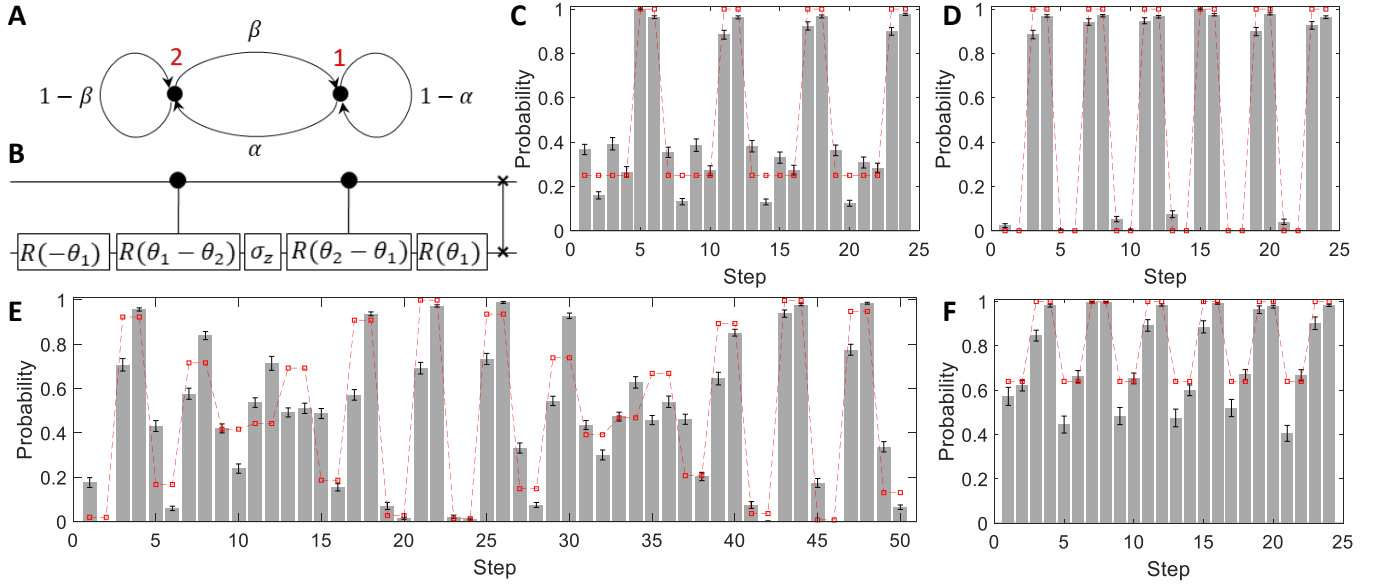 A
β
2
1
1 − β
1 − α
α
B
R(−θ₁)
R(θ₁ − θ₂)
σz
R(θ₂ − θ₁)
R(θ₁)
C
Probability
1
0.8
0.6
0.4
0.2
0
0 5 10 15 20 25
Step
D
Probability
1
0.8
0.6
0.4
0.2
0
0 5 10 15 20 25
Step
E
Probability
1
0.8
0.6
0.4
0.2
0
0 5 10 15 20 25 30 35 40 45 50
Step
F
Probability
1
0.8
0.6
0.4
0.2
0
0 5 10 15 20 25
Step